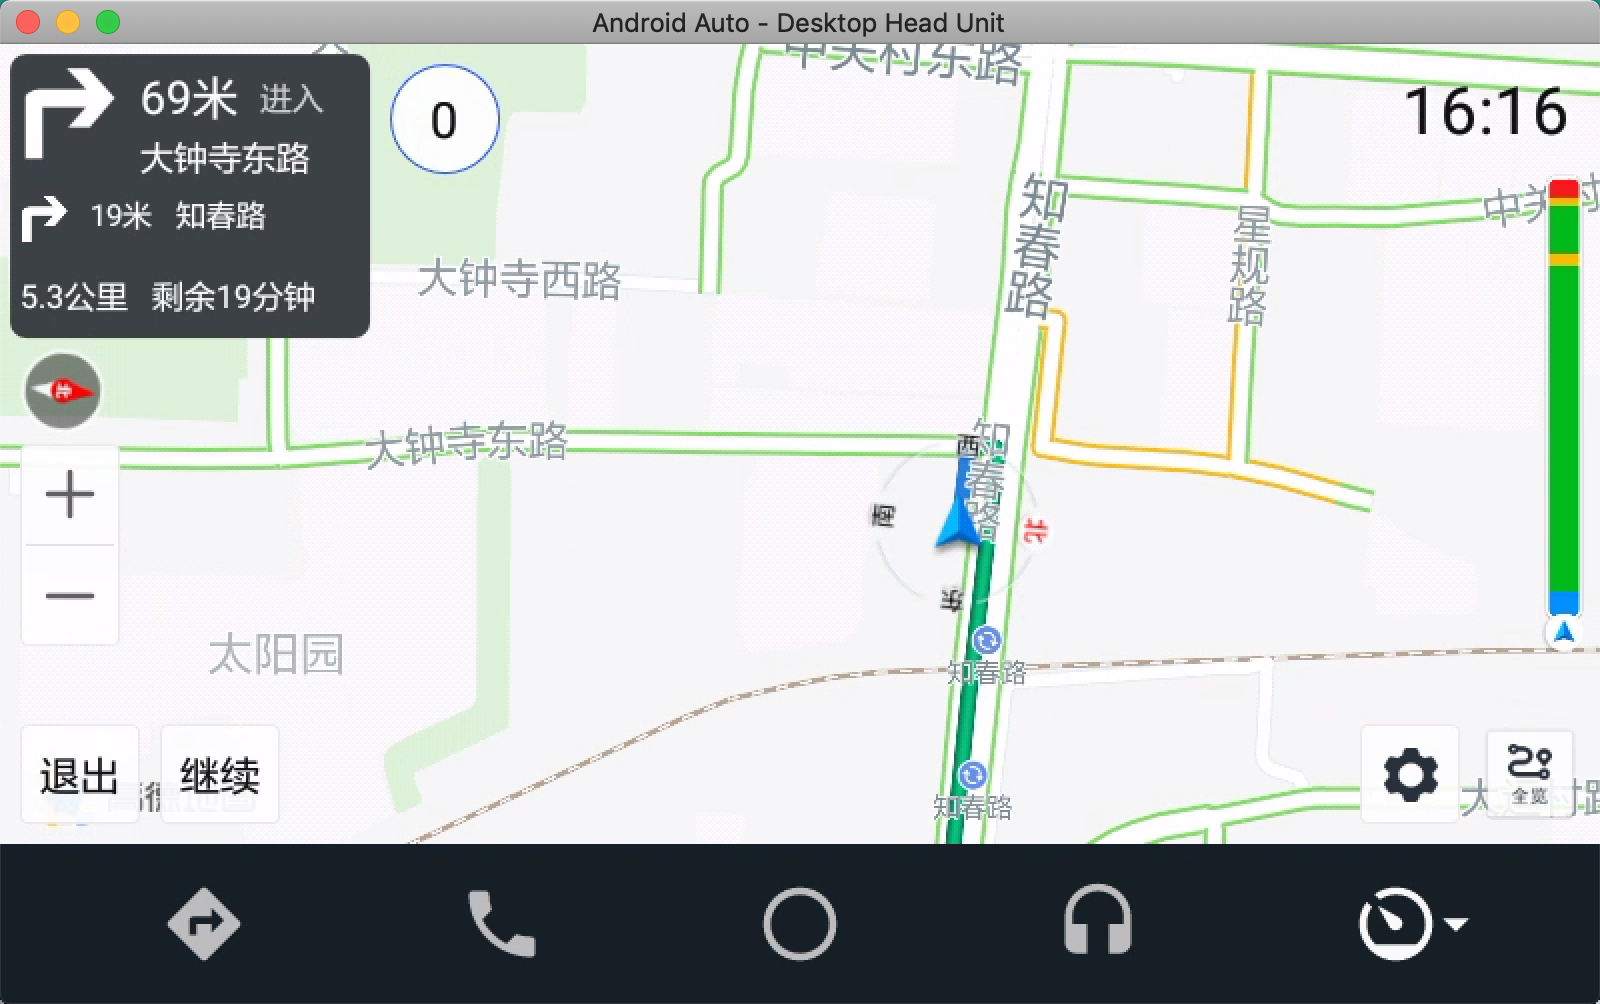 Android Auto - Desktop Head Unit
69米 进入
大钟寺东路
19米 知春路
5.3公里 剩余19分钟
0
16:16
中关村东路
知春路
星规路
大钟寺西路
北
大钟寺东路
知春路
西
南
北
东
太阳园
知春路
知春路
退出
继续
全览